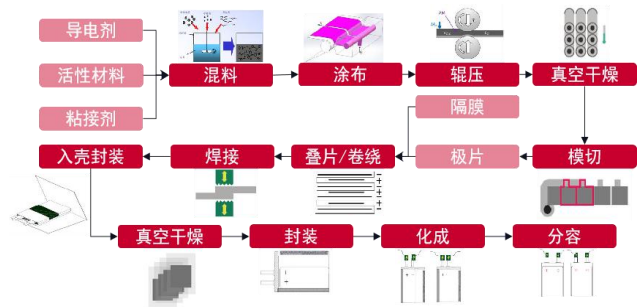 导电剂
活性材料
粘接剂
混料
涂布
辊压
真空干燥
隔膜
入壳封装
焊接
叠片/卷绕
极片
模切
真空干燥
封装
化成
分容